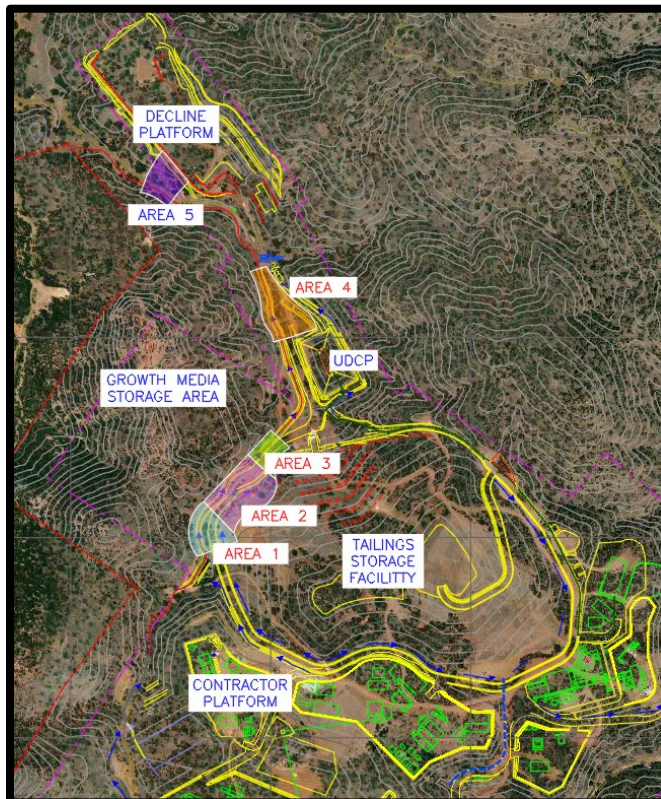 DECLINE
PLATFORM
AREA 5
AREA 4
UDCP
GROWTH MEDIA
STORAGE AREA
AREA 3
AREA 2
AREA 1
TAILINGS
STORAGE
FACILITTY
CONTRACTOR
PLATFORM